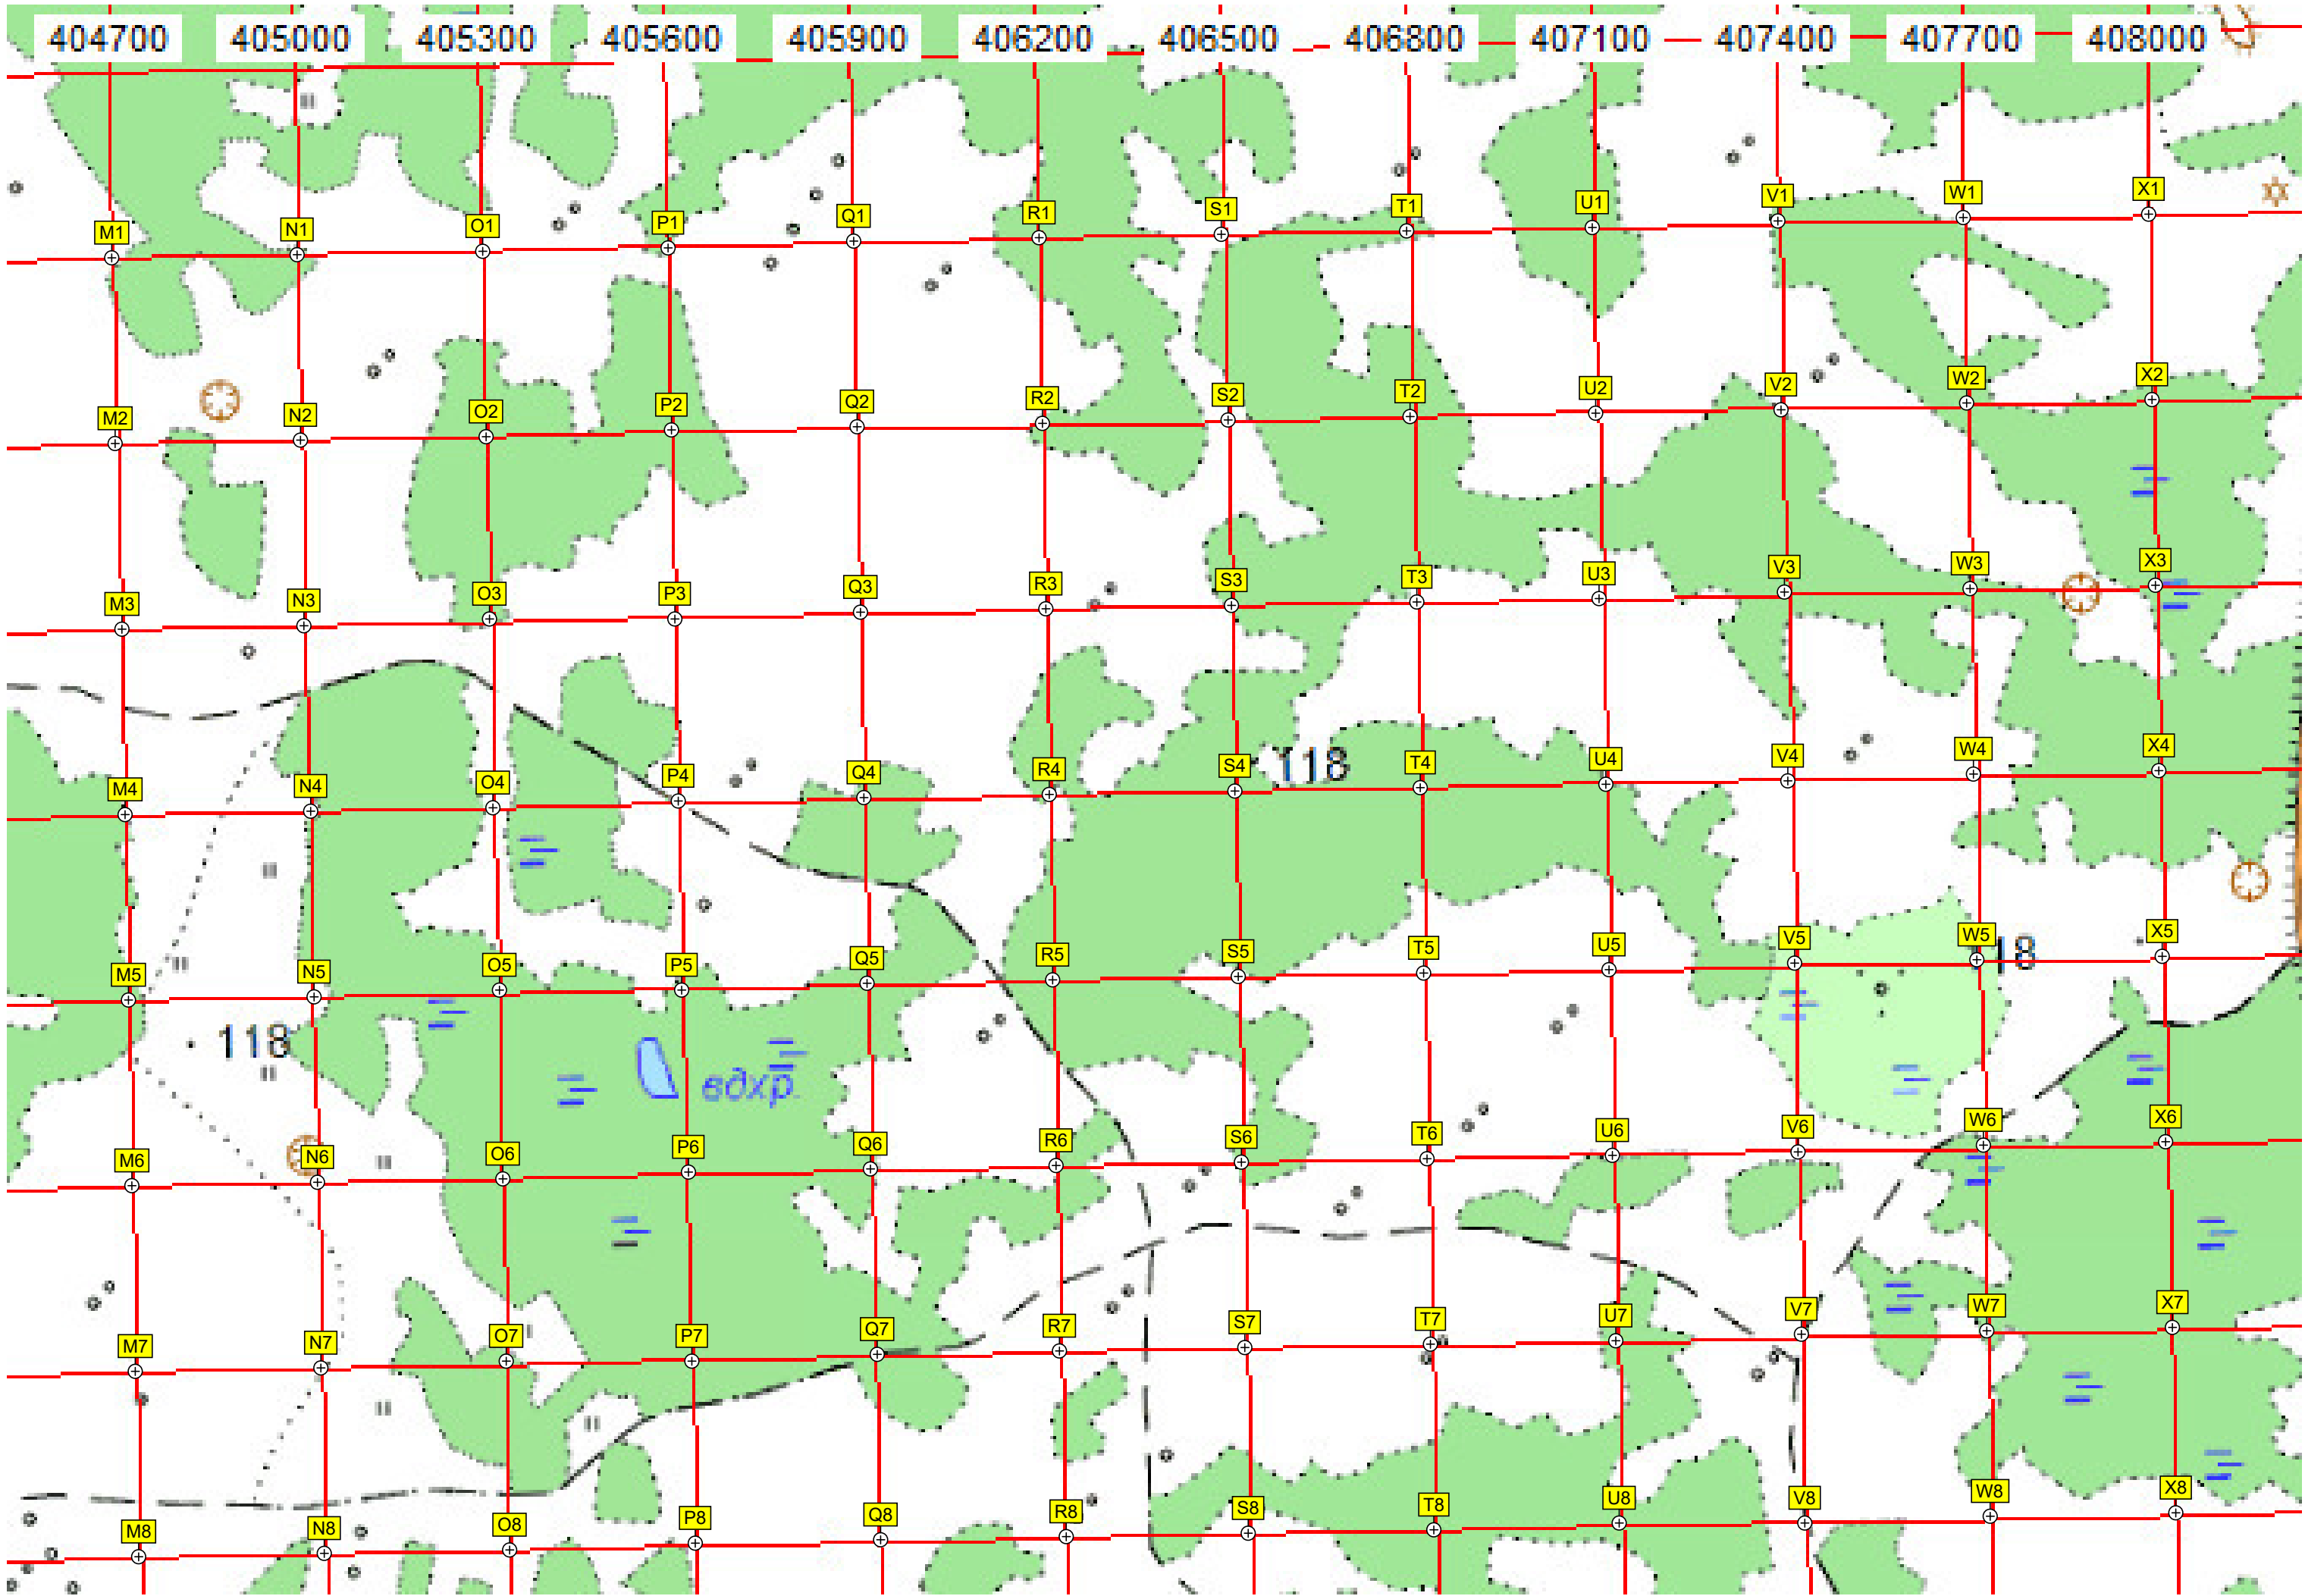 404700 405000 405300 405600 405900 406200 406500 406800 407100 407400 407700 408000
M1 N1 O1 P1 Q1 R1 S1 T1 U1 V1 W1 X1
M2 N2 O2 P2 Q2 R2 S2 T2 U2 V2 W2 X2
M3 N3 O3 P3 Q3 R3 S3 T3 U3 V3 W3 X3
118
M4 N4 O4 P4 Q4 R4 S4 T4 U4 V4 W4 X4
M5 N5 O5 P5 Q5 R5 S5 T5 U5 V5 W5 X5
18
118
вдхр.
M6 N6 O6 P6 Q6 R6 S6 T6 U6 V6 W6 X6
M7 N7 O7 P7 Q7 R7 S7 T7 U7 V7 W7 X7
M8 N8 O8 P8 Q8 R8 S8 T8 U8 V8 W8 X8